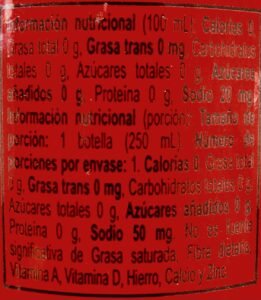 Información nutricional (100 mL): Calorías 0,
Grasa total 0 g, Grasa trans 0 mg, Carbohidratos
totales 0 g, Azúcares totales 0 g, Azúcares
añadidos 0 g, Proteína 0 g, Sodio 20 mg.
Información nutricional (porción): Tamaño de
porción: 1 botella (250 mL) Número de
porciones por envase: 1. Calorías 0, Grasa total
0 g, Grasa trans 0 mg, Carbohidratos totales 0 g,
Azúcares totales 0 g, Azúcares añadidos 0 g
Proteína 0 g, Sodio 50 mg. No es fuente
significativa de Grasa saturada, Fibra dietaria,
Vitamina A, Vitamina D, Hierro, Calcio y Zinc.